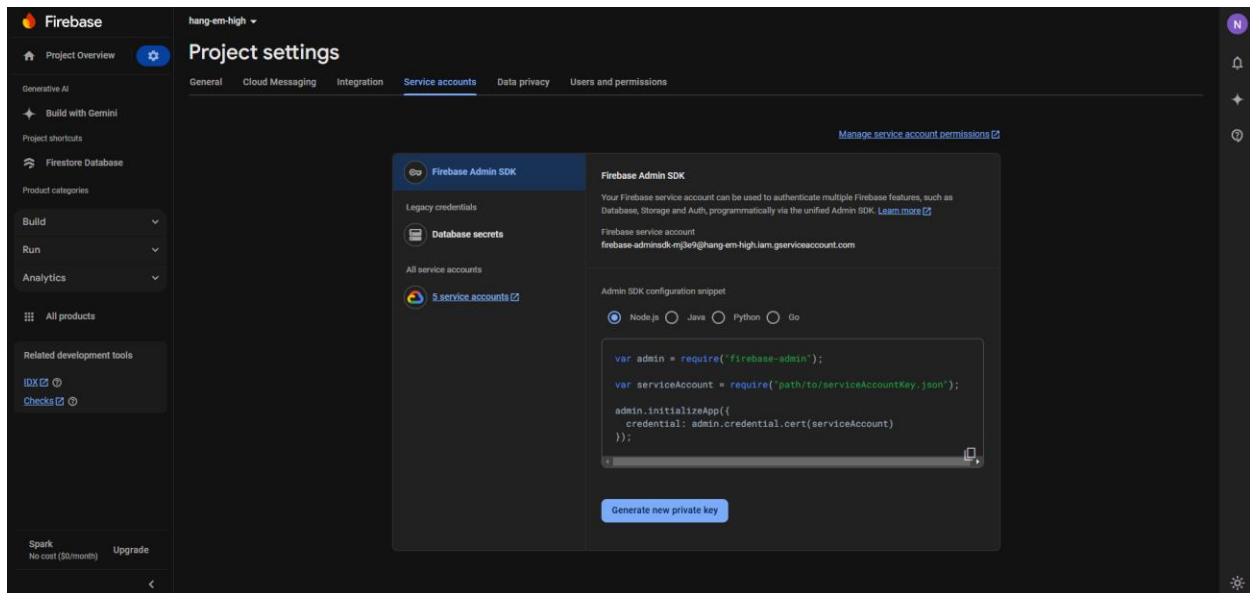 Firebase
Project Overview
Generative AI
Build with Gemini
Project shortcuts
Firestore Database
Product categories
Build
Run
Analytics
All products
Related development tools
IDX
Checks
Spark
No cost ($0/month)
Upgrade
hang-em-high
Project settings
General Cloud Messaging Integration Service accounts Data privacy Users and permissions
Manage service account permissions
Firebase Admin SDK
Legacy credentials
Database secrets
All service accounts
5 service accounts
Firebase Admin SDK
Your Firebase service account can be used to authenticate multiple Firebase features, such as
Database, Storage and Auth, programmatically via the unified Admin SDK. Learn more
Firebase service account
firebase-adminsdk-mj3e9@hang-em-high.iam.gserviceaccount.com
Admin SDK configuration snippet
Node.js Java Python Go
var admin = require("firebase-admin");
var serviceAccount = require("path/to/serviceAccountKey.json");
admin.initializeApp({
credential: admin.credential.cert(serviceAccount)
});
Generate new private key
N